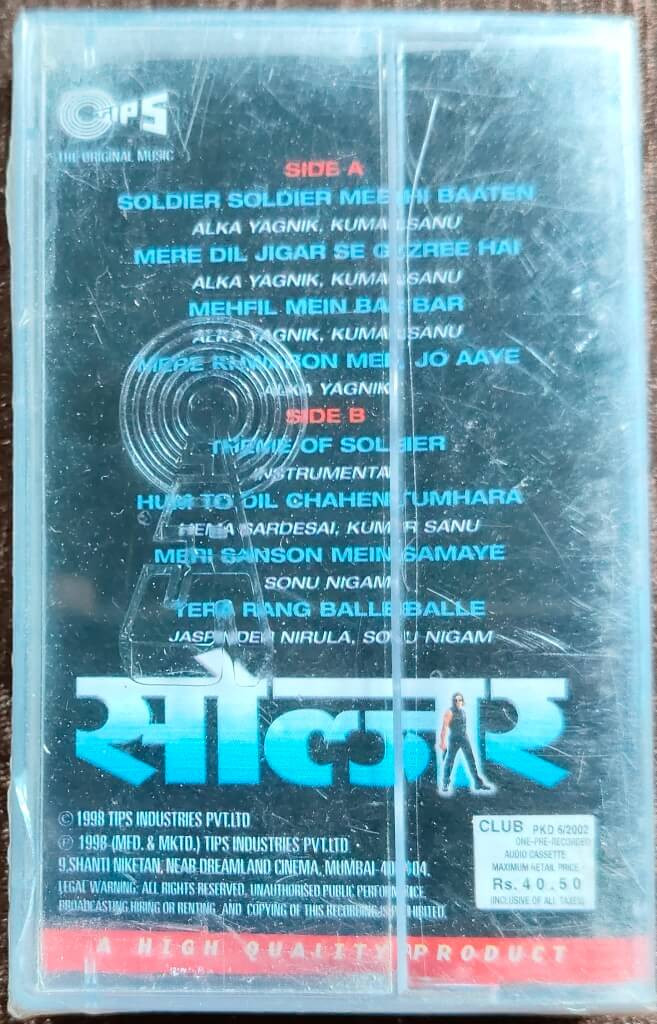 TIPS
THE ORIGINAL MUSIC
SIDE A
SOLDIER SOLDIER MEETHI BAATEN
ALKA YAGNIK, KUMAR SANU
MERE DIL JIGAR SE GUZREE HAI
ALKA YAGNIK, KUMAR SANU
MEHFIL MEIN BAR BAR
ALKA YAGNIK, KUMAR SANU
MERE KHWABON MEIN JO AAYE
ALKA YAGNIK
SIDE B
THEME OF SOLDIER
INSTRUMENTAL
HUM TO DIL CHAHEN TUMHARA
HEMA SARDESAI, KUMAR SANU
MERI SANSON MEIN SAMAYE
SONU NIGAM
TERA RANG BALLE BALLE
JASPINDER NIRULA, SONU NIGAM
सोल्जर
© 1998 TIPS INDUSTRIES PVT.LTD
℗ 1998 (MFD. & MKTD.) TIPS INDUSTRIES PVT.LTD
9, SHANTI NIKETAN, NEAR DREAMLAND CINEMA, MUMBAI-400 004.
LEGAL WARNING: ALL RIGHTS RESERVED. UNAUTHORISED PUBLIC PERFORMANCE
BROADCASTING HIRING OR RENTING AND COPYING OF THIS RECORDING IS PROHIBITED.
CLUB PKD 6/2002
ONE-PRE-RECORDED
AUDIO CASSETTE
MAXIMUM RETAIL PRICE
Rs. 40.50
(INCLUSIVE OF ALL TAXES)
A HIGH QUALITY PRODUCT